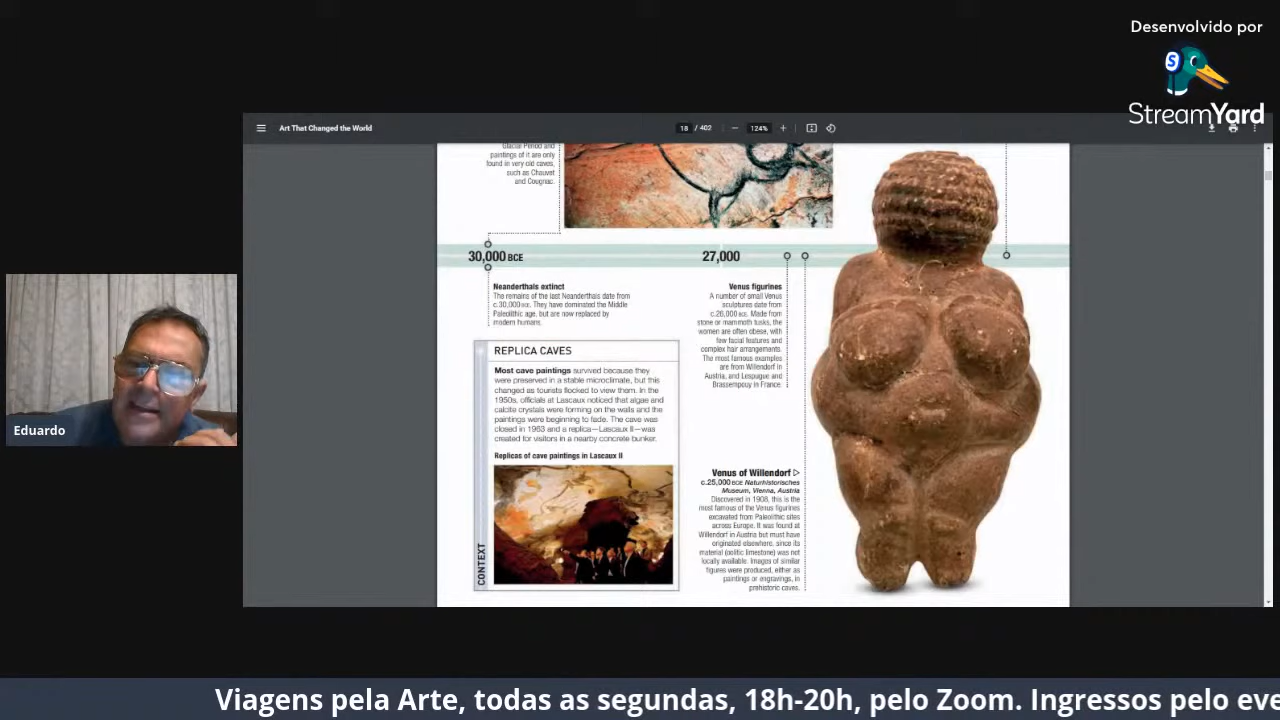 Desenvolvido por
StreamYard
Art That Changed the World
18 / 402
124%
Glacial Period and
paintings of it are only
found in very old caves,
such as Chauvet
and Cougnac.
30,000 BCE
27,000
Neanderthals extinct
The remains of the last Neanderthals date from
c.30,000 BCE. They have dominated the Middle
Paleolithic age, but are now replaced by
modern humans.
Venus figurines
A number of small Venus
sculptures date from
c.26,000 BCE. Made from
stone or mammoth tusks, the
women are often obese, with
few facial features and
complex hair arrangements.
The most famous examples
are from Willendorf in
Austria, and Lespugue and
Brassempouy in France.
REPLICA CAVES
Most cave paintings survived because they
were preserved in a stable microclimate, but this
changed as tourists flocked to view them. In the
1950s, officials at Lascaux noticed that algae and
calcite crystals were forming on the walls and the
paintings were beginning to fade. The cave was
closed in 1963 and a replica—Lascaux II—was
created for visitors in a nearby concrete bunker.
Replicas of cave paintings in Lascaux II
CONTEXT
Venus of Willendorf ▷
c.25,000 BCE Naturhistorisches
Museum, Vienna, Austria
Discovered in 1908, this is the
most famous of the Venus figurines
excavated from Paleolithic sites
across Europe. It was found at
Willendorf in Austria but must have
originated elsewhere, since its
material (oolitic limestone) was not
locally available. Images of similar
figures were produced, either as
paintings or engravings, in
prehistoric caves.
Eduardo
Viagens pela Arte, todas as segundas, 18h-20h, pelo Zoom. Ingressos pelo eve